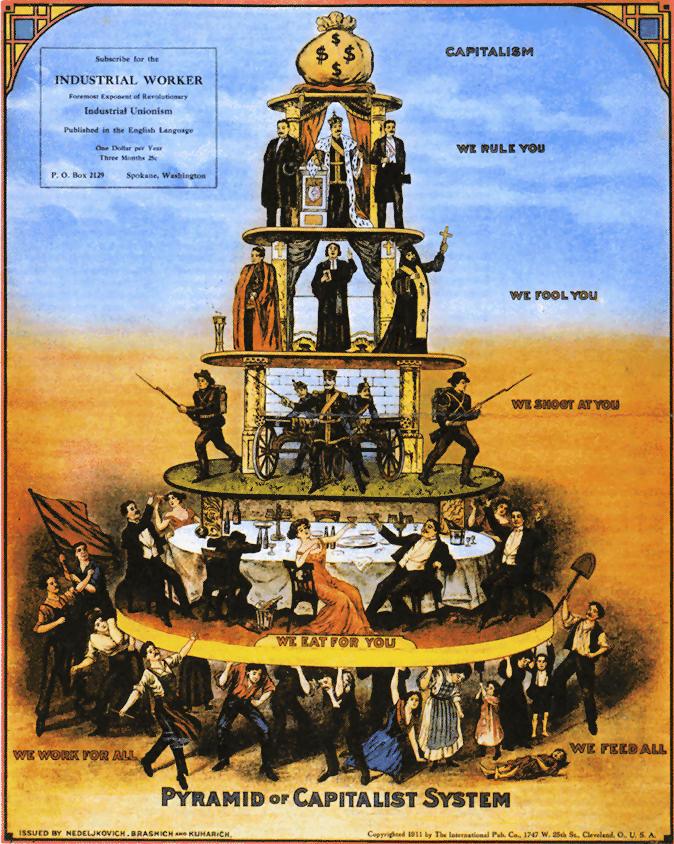 CAPITALISM
Subscribe for the
INDUSTRIAL WORKER
Foremost Exponent of Revolutionary
Industrial Unionism
Published in the English Language
One Dollar per Year
Three Months 25c
P. O. Box 2129 Spokane, Washington
$ $ $ $
WE RULE YOU
WE FOOL YOU
WE SHOOT AT YOU
WE EAT FOR YOU
WE WORK FOR ALL
WE FEED ALL
PYRAMID OF CAPITALIST SYSTEM
ISSUED BY NEDELJKOVICH, BRASHICH AND KUHARICH.
Copyrighted 1911 by The International Pub. Co., 1747 W. 25th St., Cleveland, O., U. S. A.